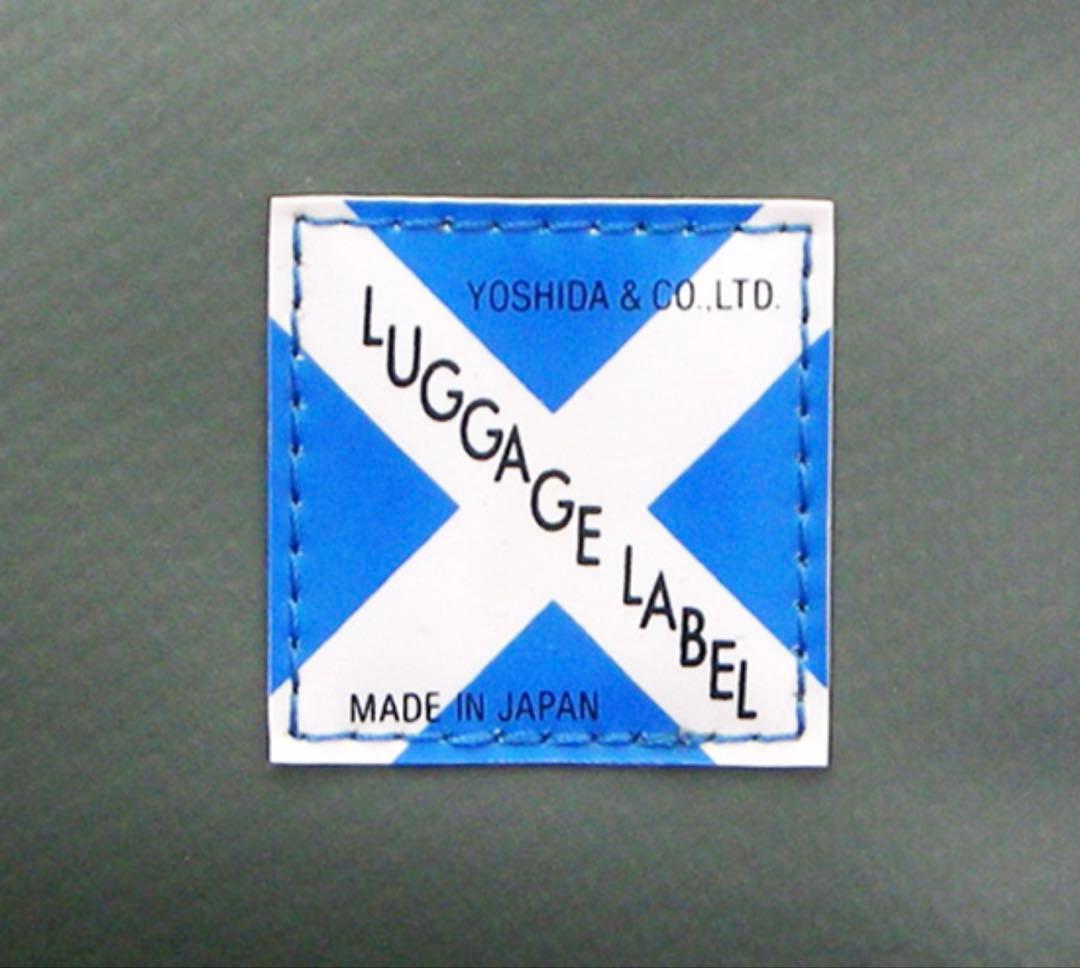 YOSHIDA & CO.,LTD.
LUGGAGE LABEL
MADE IN JAPAN